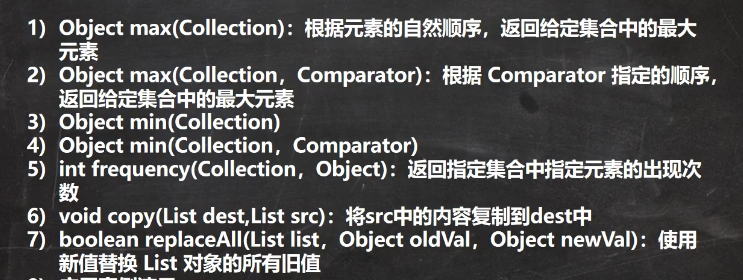 1) Object max(Collection)：根据元素的自然顺序，返回给定集合中的最大
元素
2) Object max(Collection，Comparator)：根据 Comparator 指定的顺序，
返回给定集合中的最大元素
3) Object min(Collection)
4) Object min(Collection，Comparator)
5) int frequency(Collection，Object)：返回指定集合中指定元素的出现次
数
6) void copy(List dest,List src)：将src中的内容复制到dest中
7) boolean replaceAll(List list，Object oldVal，Object newVal)：使用
新值替换 List 对象的所有旧值